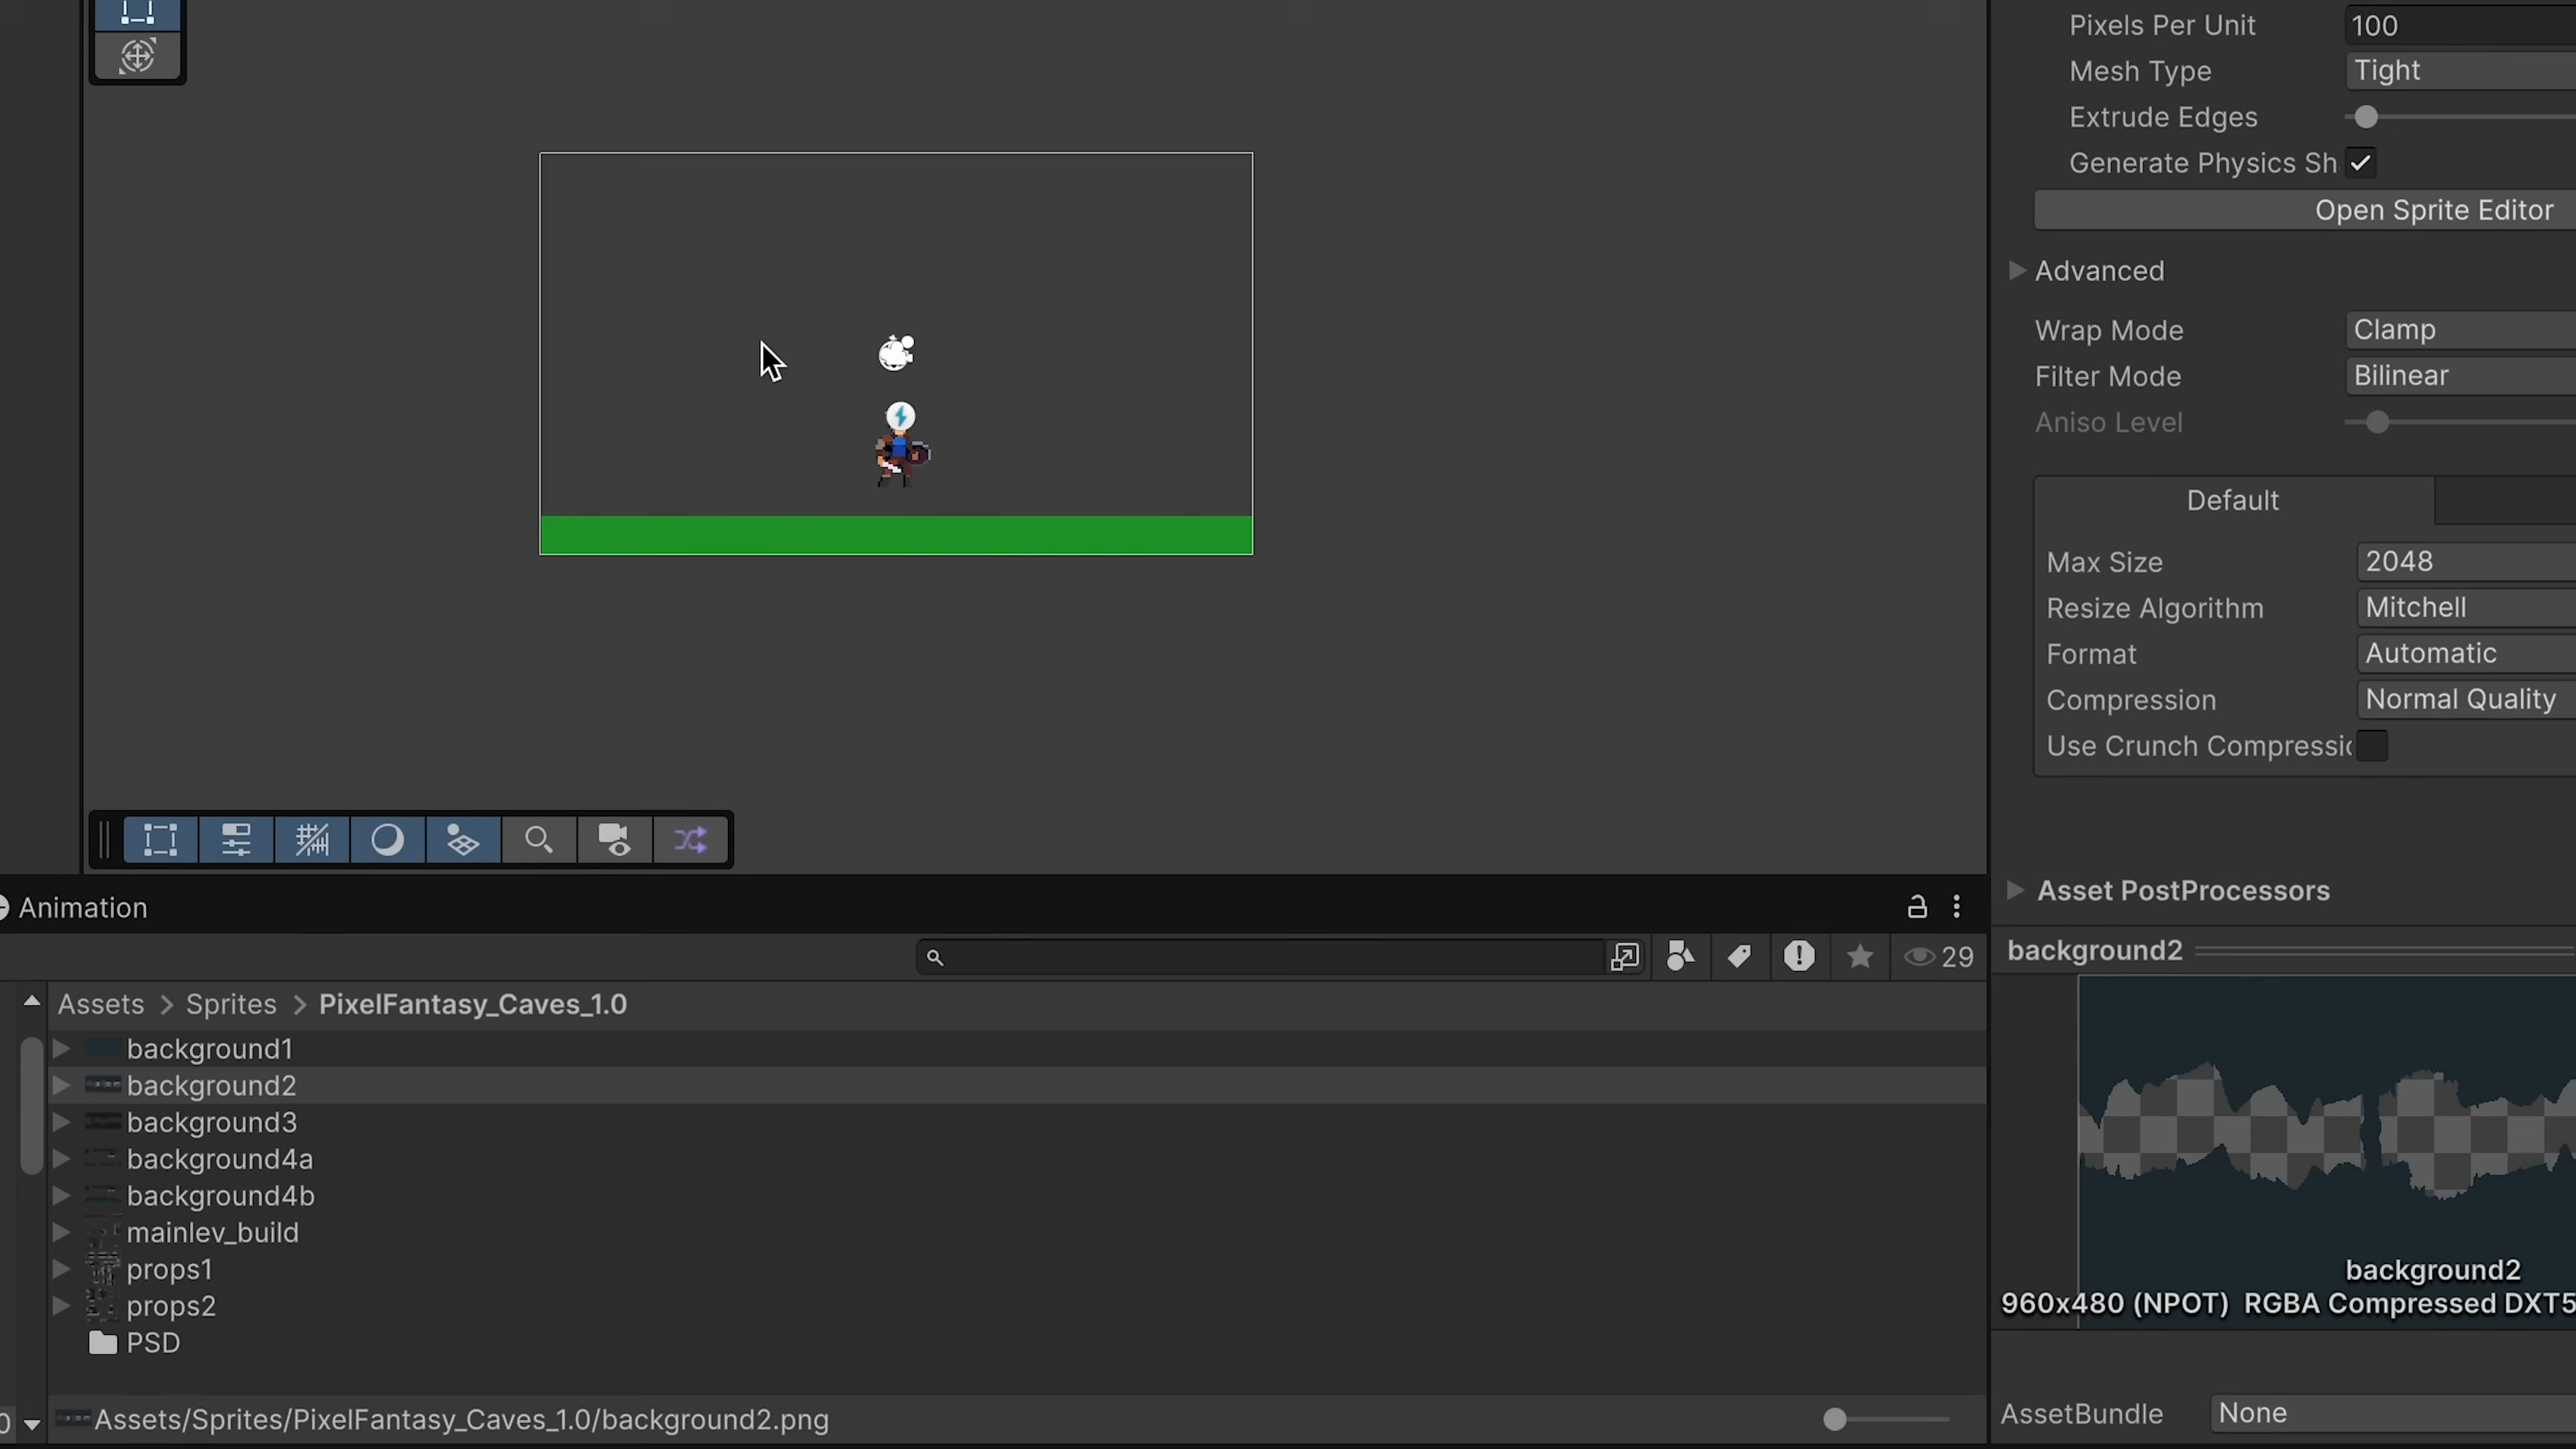 Pixels Per Unit 100
Mesh Type Tight
Extrude Edges
Generate Physics Sh
Open Sprite Editor
Advanced
Wrap Mode Clamp
Filter Mode Bilinear
Aniso Level
Default
Max Size 2048
Resize Algorithm Mitchell
Format Automatic
Compression Normal Quality
Use Crunch Compressi
Animation
29
Asset PostProcessors
background2
Assets > Sprites > PixelFantasy_Caves_1.0
background1
background2
background3
background4a
background4b
mainlev_build
props1
props2
PSD
background2
960x480 (NPOT) RGBA Compressed DXT5
Assets/Sprites/PixelFantasy_Caves_1.0/background2.png
AssetBundle None